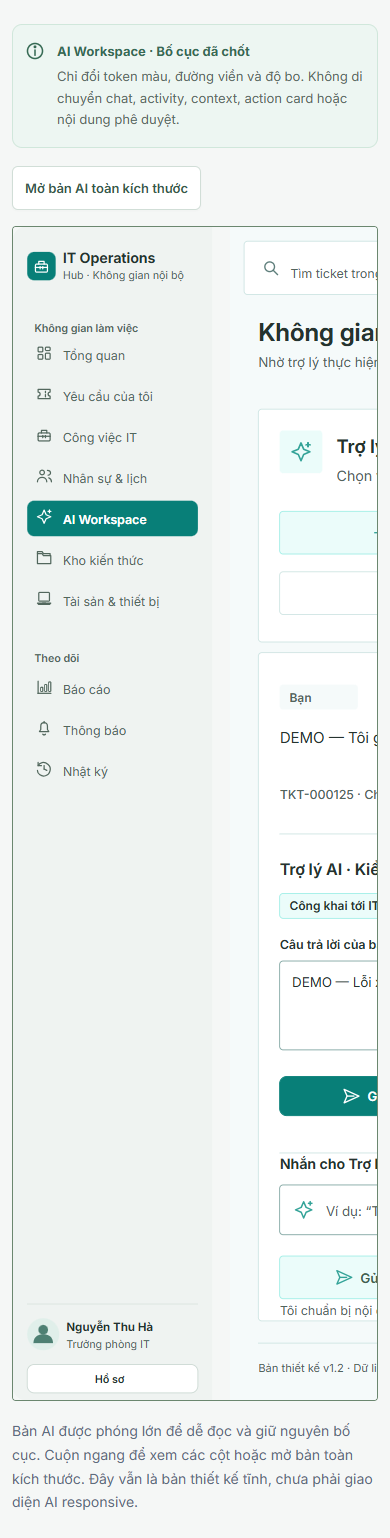 AI Workspace · Bố cục đã chốt
Chỉ đổi token màu, đường viền và độ bo. Không di
chuyển chat, activity, context, action card hoặc
nội dung phê duyệt.
Mở bản AI toàn kích thước
IT Operations
Hub · Không gian nội bộ
Không gian làm việc
Tổng quan
Yêu cầu của tôi
Công việc IT
Nhân sự & lịch
AI Workspace
Kho kiến thức
Tài sản & thiết bị
Theo dõi
Báo cáo
Thông báo
Nhật ký
Nguyễn Thu Hà
Trưởng phòng IT
Hồ sơ
Tìm ticket trong
Không gian
Nhờ trợ lý thực hiện
Trợ lý
Chọn
Bạn
DEMO — Tôi
TKT-000125 ·
Trợ lý AI ·
Công khai tới IT
Câu trả lời của b
DEMO — Lỗi
G
Nhắn cho Trợ l
Ví dụ: “T
Gử
Tôi chuẩn bị nội
Bản thiết kế v1.2 · Dữ li
Bản AI được phóng lớn để dễ đọc và giữ nguyên bố
cục. Cuộn ngang để xem các cột hoặc mở bản toàn
kích thước. Đây vẫn là bản thiết kế tĩnh, chưa phải giao
diện AI responsive.